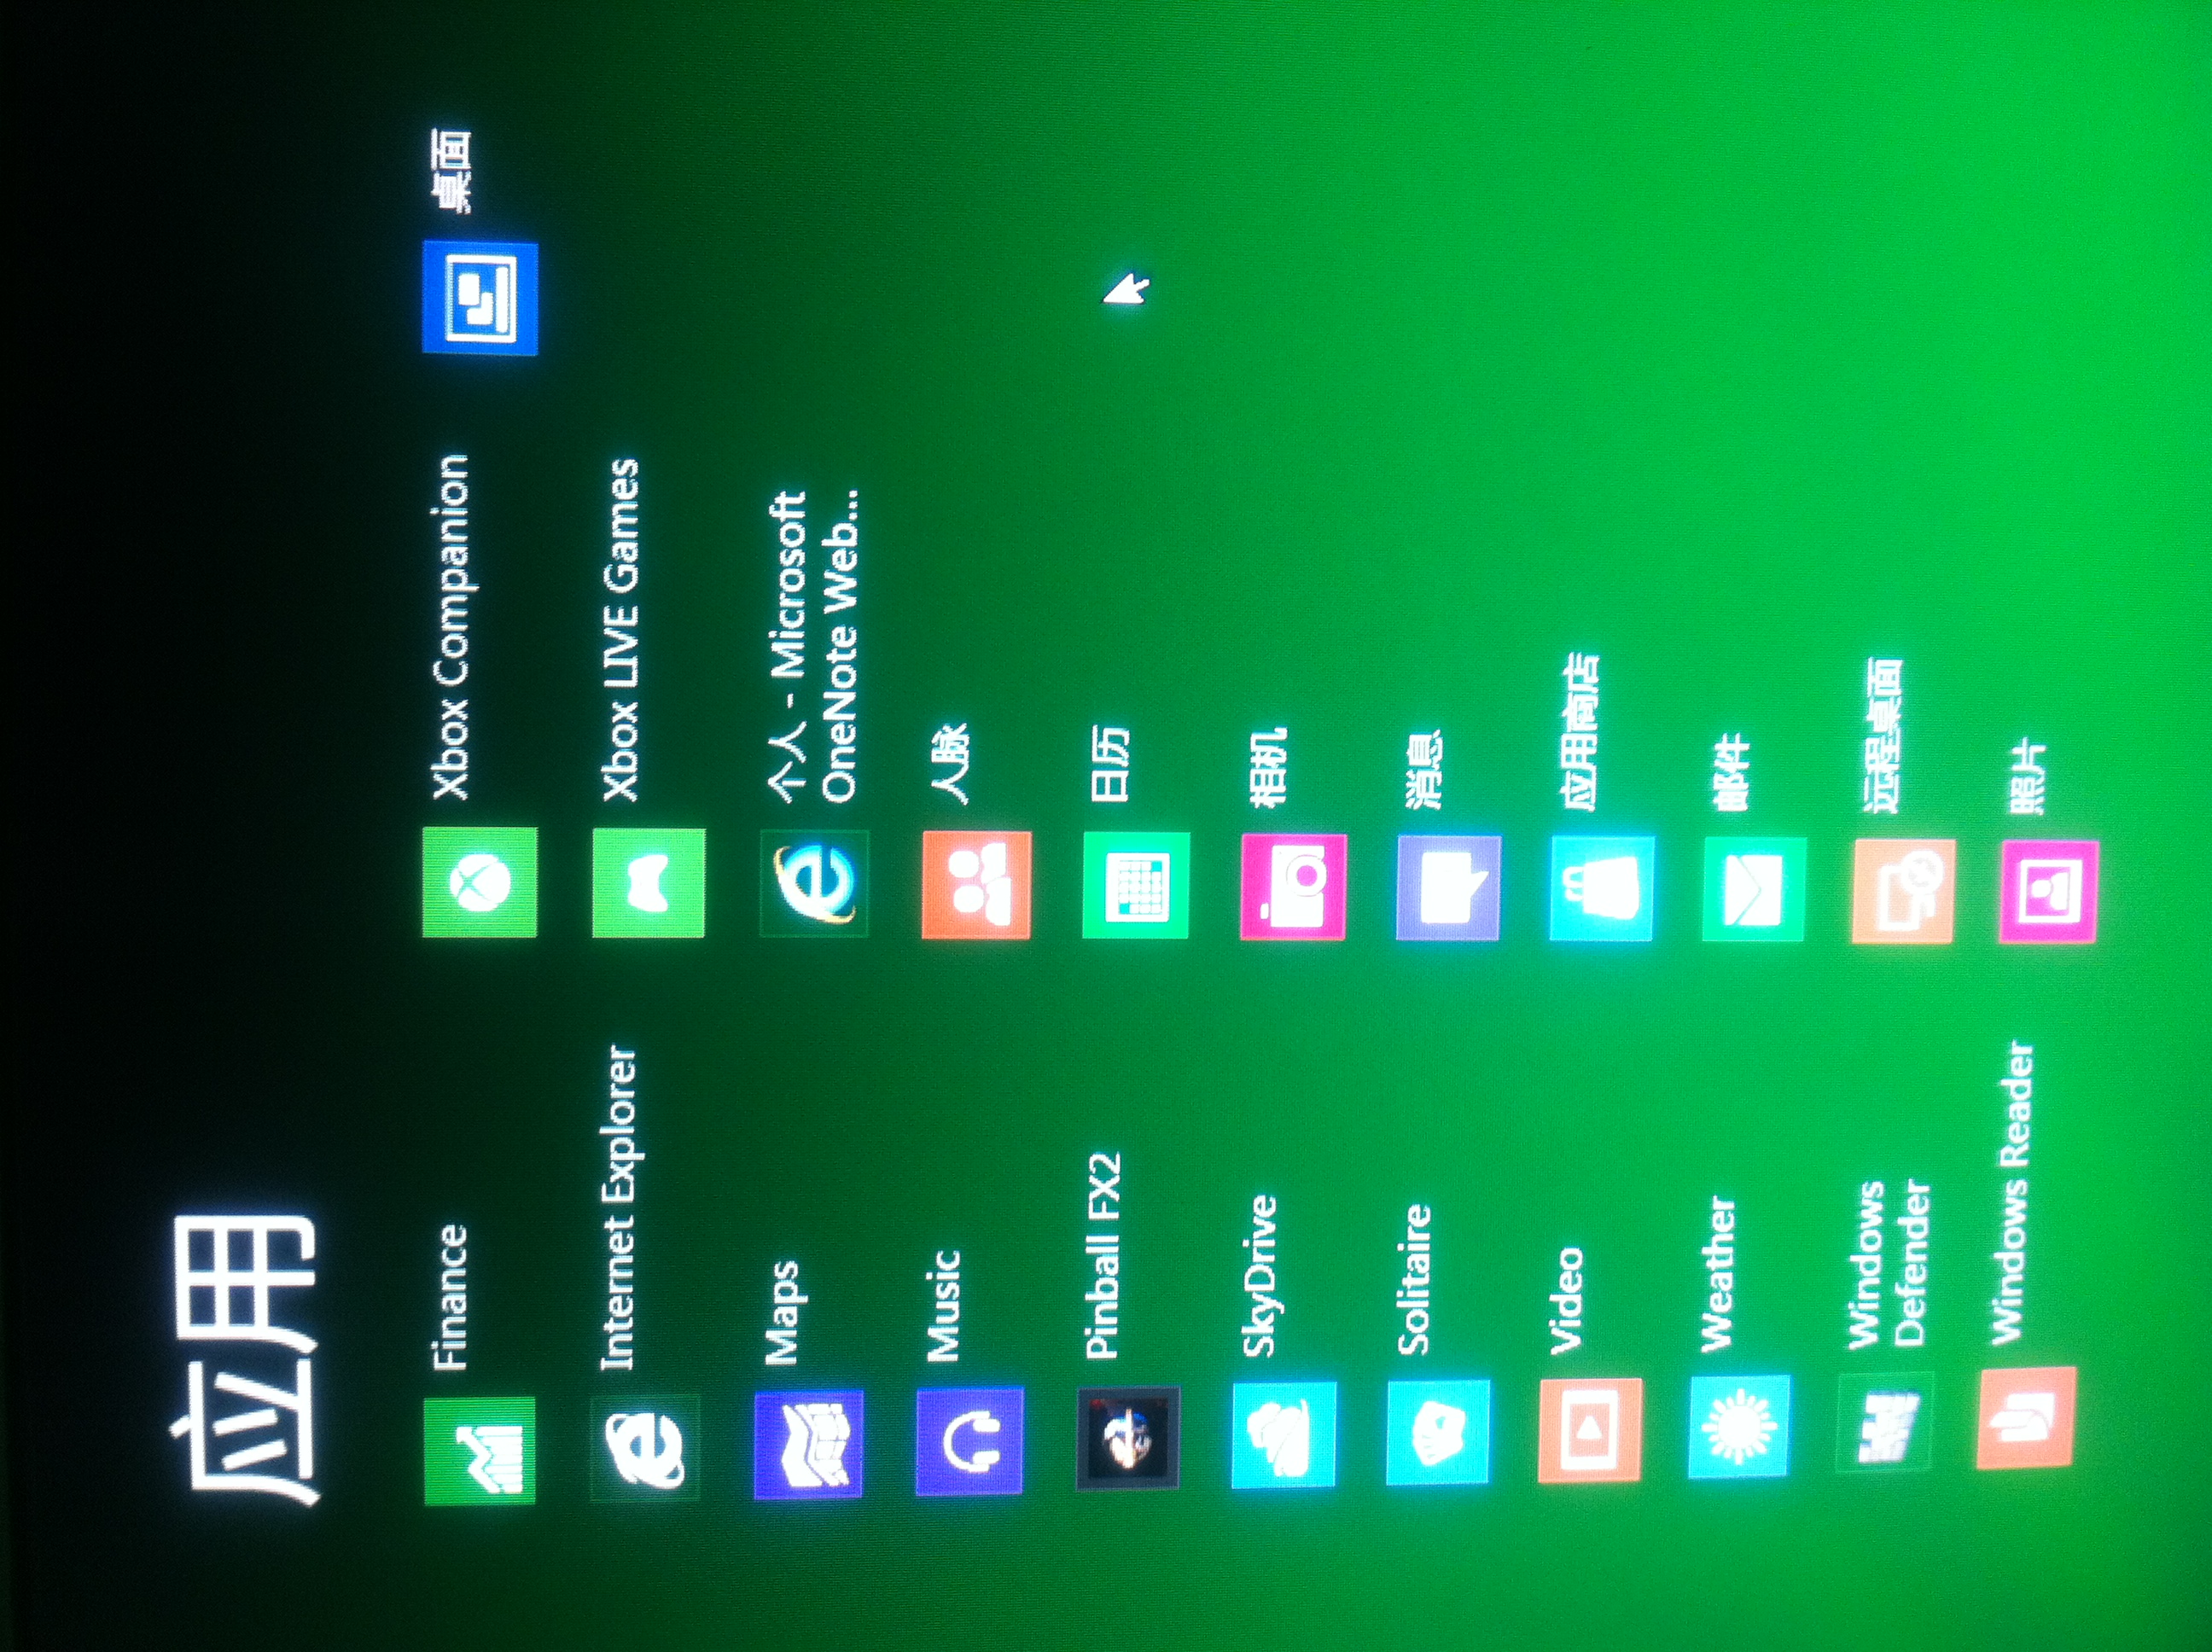 应用
Finance
Internet Explorer
Maps
Music
Pinball FX2
SkyDrive
Solitaire
Video
Weather
Windows
Defender
Windows Reader
Xbox Companion
Xbox LIVE Games
个人 - Microsoft
OneNote Web...
人脉
日历
相机
消息
应用商店
邮件
远程桌面
照片
桌面